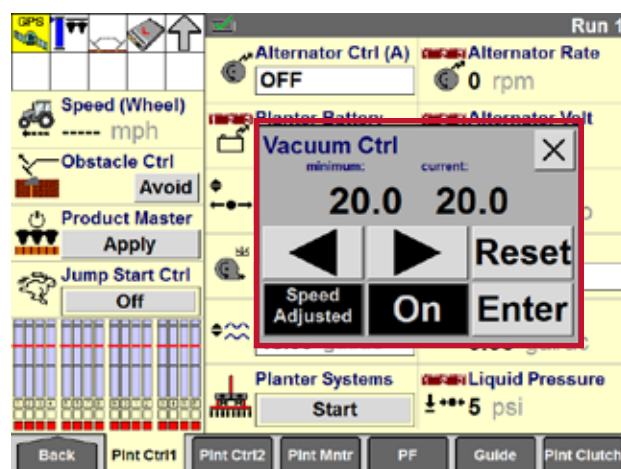 GPS
Run 1
Alternator Ctrl (A)
OFF
Alternator Rate
0 rpm
Speed (Wheel)
----- mph
Planter Battery
Alternator Volt
Obstacle Ctrl
Avoid
Product Master
Apply
Jump Start Ctrl
Off
Vacuum Ctrl
minimum:
current:
20.0
20.0
Reset
Speed
Adjusted
On
Enter
Planter Systems
Start
Liquid Pressure
5 psi
Back
Plnt Ctrl1
Plnt Ctrl2
Plnt Mntr
PF
Guide
Plnt Clutch